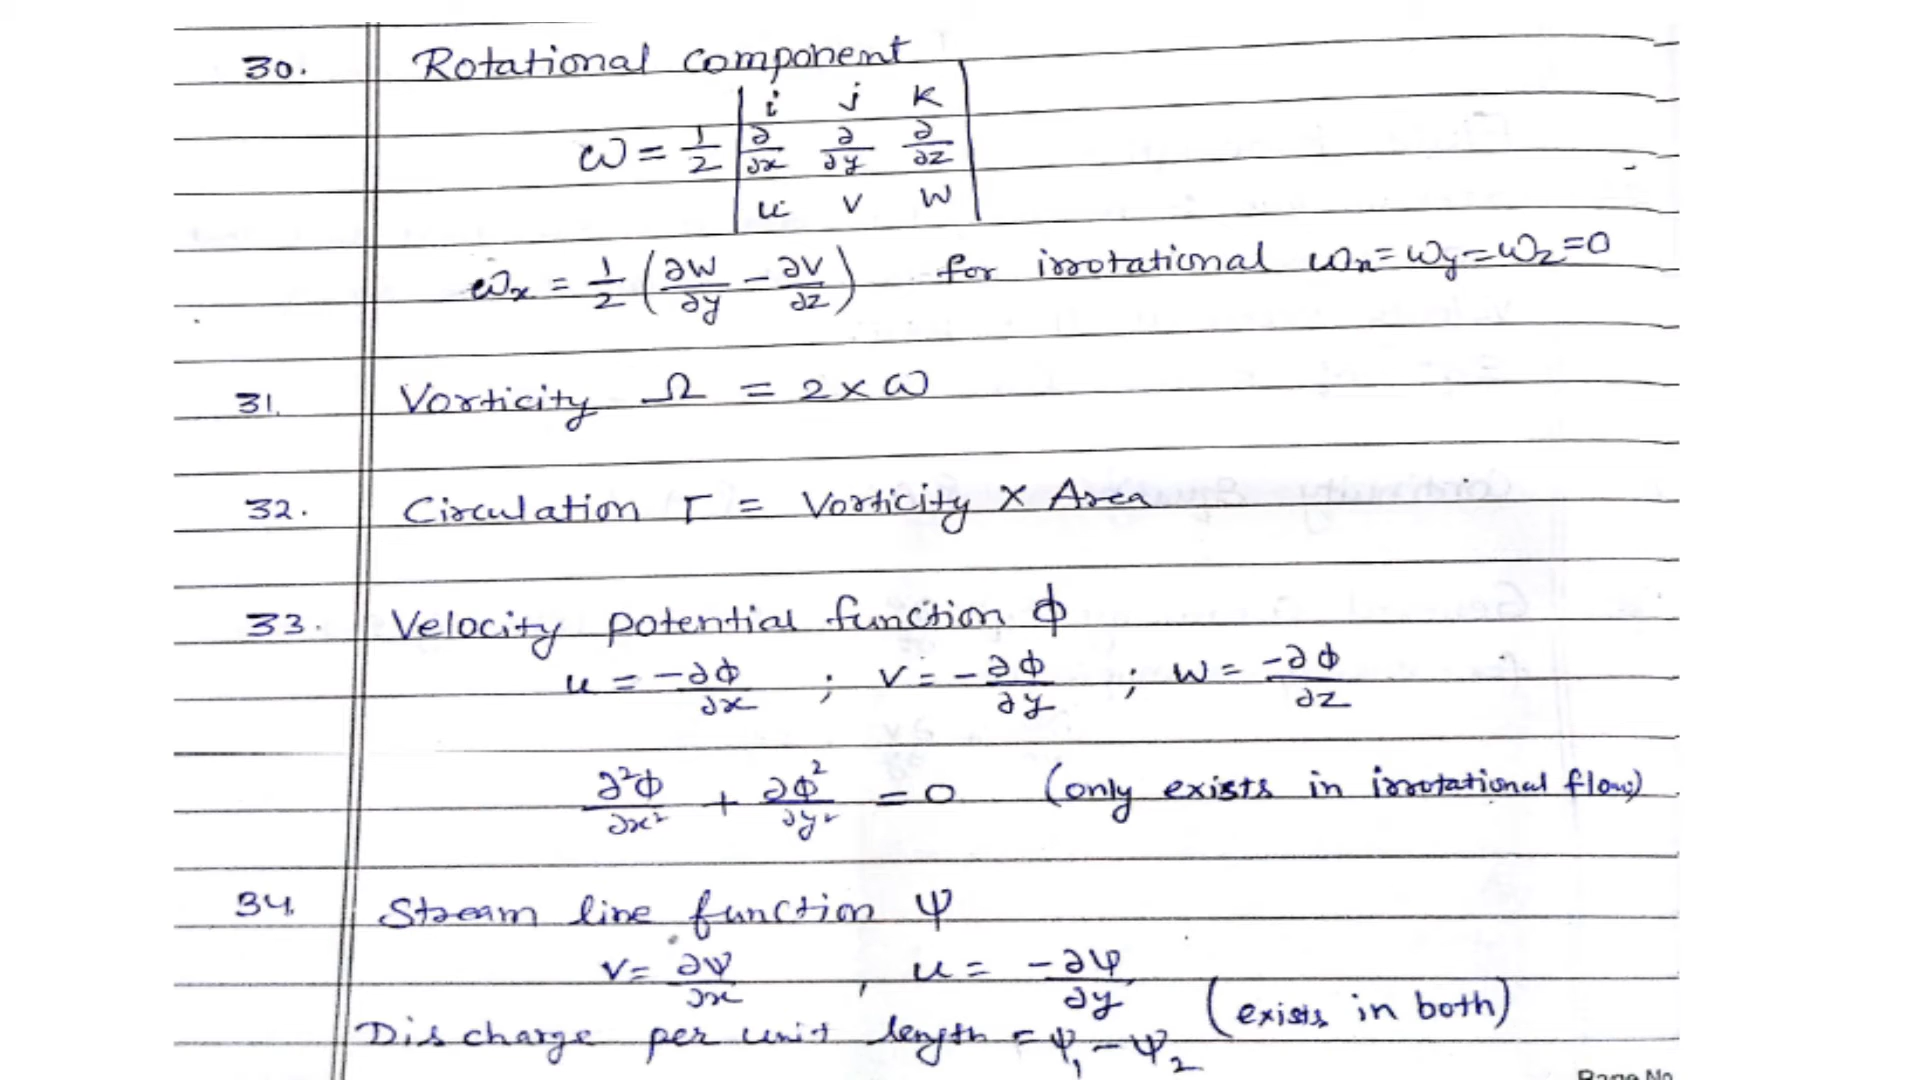 30. Rotational component
ω = 1/2 | i j k |
| ∂/∂x ∂/∂y ∂/∂z |
| u v w |
ωx = 1/2 (∂w/∂y - ∂v/∂z) for irrotational ωx = ωy = ωz = 0
31. Vorticity Ω = 2 x ω
32. Circulation Γ = Vorticity x Area
33. Velocity potential function ϕ
u = -∂ϕ/∂x ; v = -∂ϕ/∂y ; w = -∂ϕ/∂z
∂²ϕ/∂x² + ∂ϕ²/∂y² = 0 (only exists in irrotational flow)
34. Stream line function ψ
v = ∂ψ/∂x , u = -∂ψ/∂y (exists in both)
Discharge per unit length = ψ₁ - ψ₂
Page No